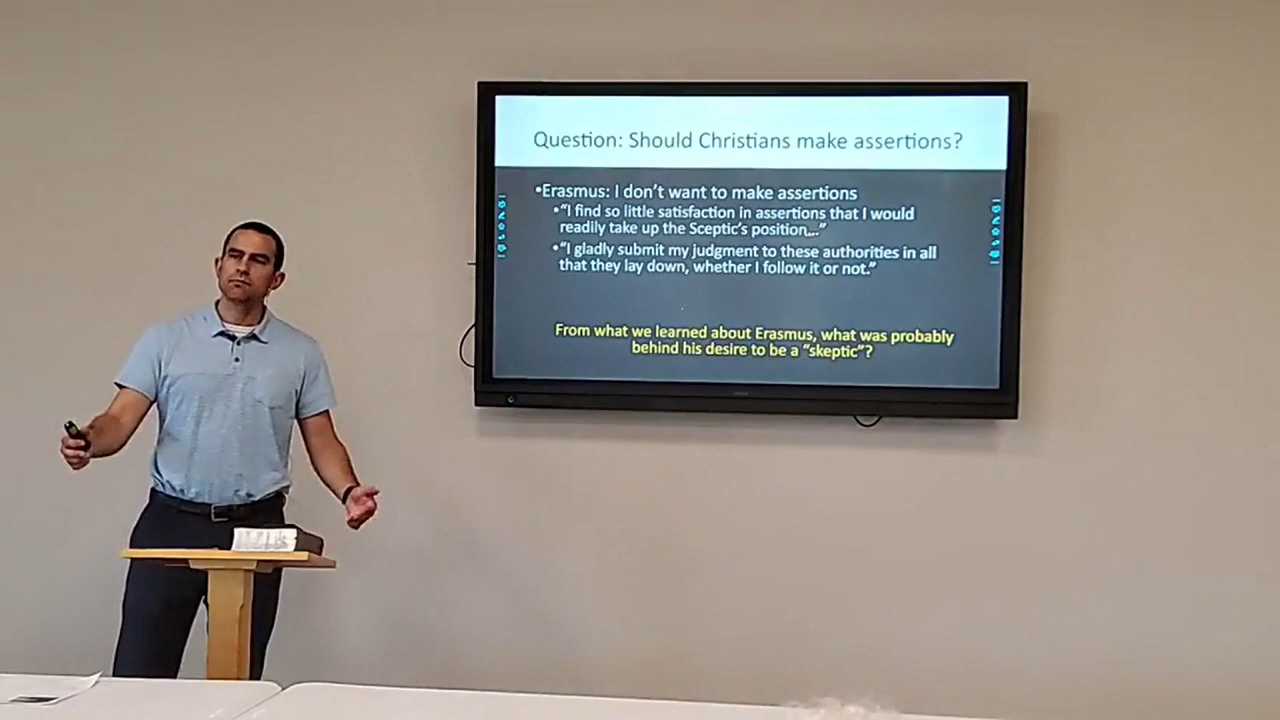 Question: Should Christians make assertions?
•Erasmus: I don't want to make assertions
•"I find so little satisfaction in assertions that I would
readily take up the Sceptic's position,.."
•"I gladly submit my judgment to these authorities in all
that they lay down, whether I follow it or not."
From what we learned about Erasmus, what was probably
behind his desire to be a "skeptic"?